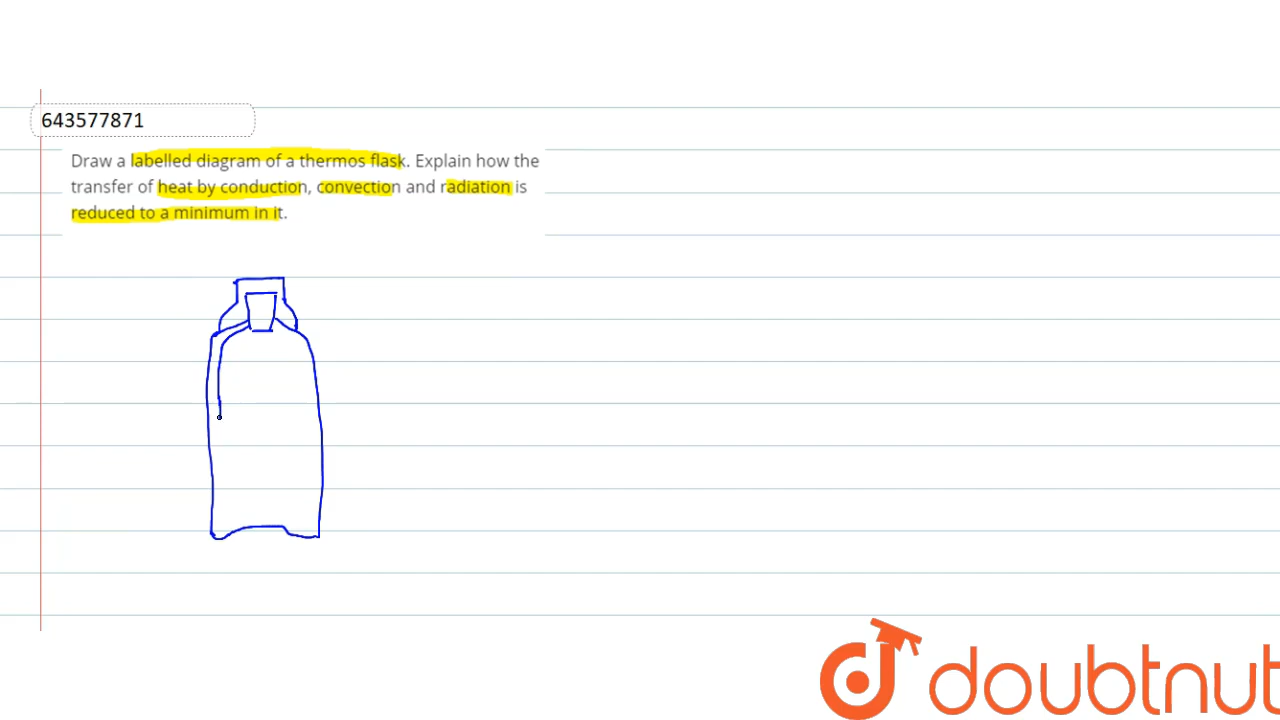 643577871
Draw a labelled diagram of a thermos flask. Explain how the
transfer of heat by conduction, convection and radiation is
reduced to a minimum in it.
doubtnut